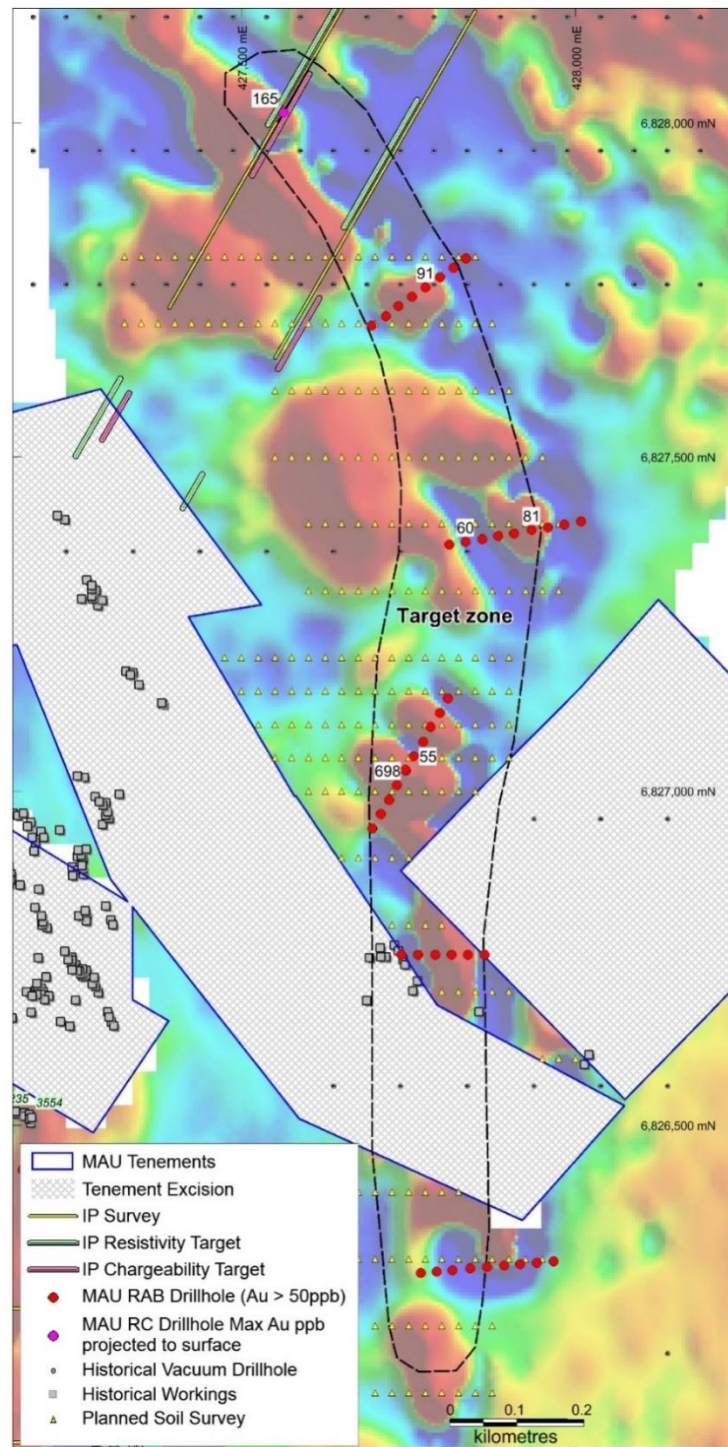 427,000 mE
428,000 mE
165
6,828,000 mN
91
6,827,500 mN
60
81
Target zone
55
698
6,827,000 mN
6,826,500 mN
235
3554
MAU Tenements
Tenement Excision
IP Survey
IP Resistivity Target
IP Chargeability Target
MAU RAB Drillhole (Au > 50ppb)
MAU RC Drillhole Max Au ppb
projected to surface
Historical Vacuum Drillhole
Historical Workings
Planned Soil Survey
0 0.1 0.2
kilometres